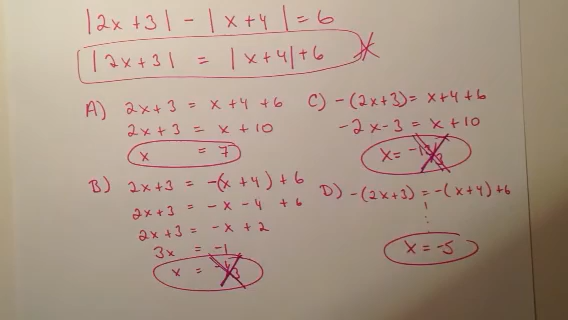 |2x+3| - |x+4| = 6
|2x+3| = |x+4|+6
A) 2x+3 = x+4 +6
2x+3 = x+10
x = 7
B) 2x+3 = -(x+4)+6
2x+3 = -x-4 +6
2x+3 = -x+2
3x = -1
x =
C) -(2x+3) = x+4+6
-2x-3 = x+10
x =
D) -(2x+3) = -(x+4)+6
x = -5